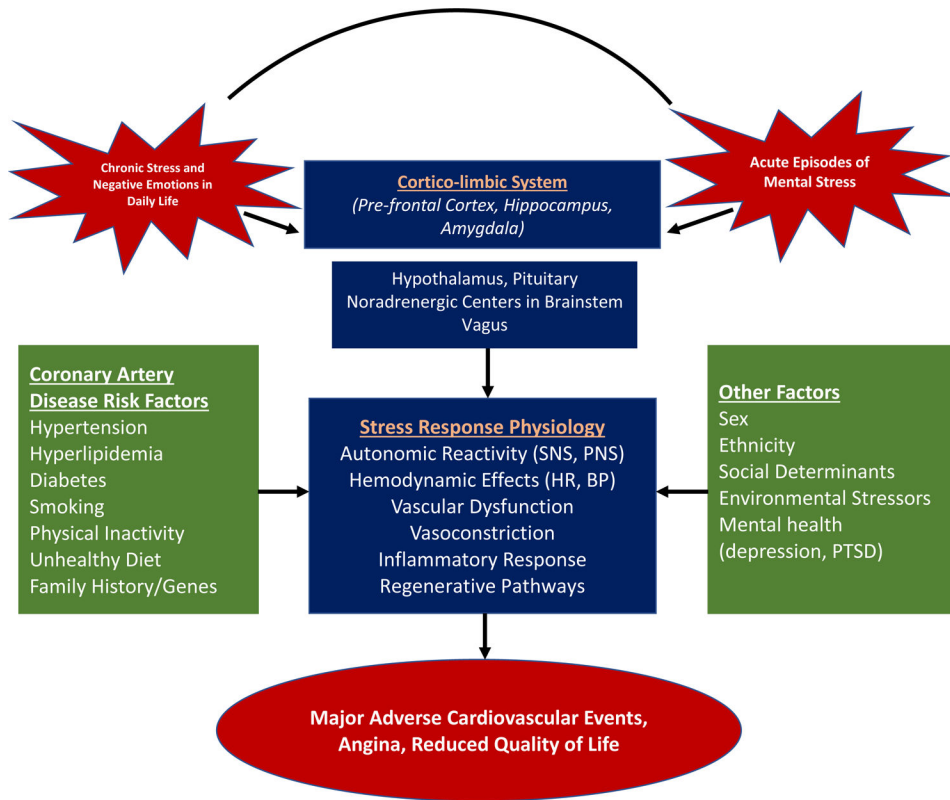 Chronic Stress and
Negative Emotions in
Daily Life
Acute Episodes of
Mental Stress
Cortico-limbic System
(Pre-frontal Cortex, Hippocampus,
Amygdala)
Hypothalamus, Pituitary
Noradrenergic Centers in Brainstem
Vagus
Coronary Artery
Disease Risk Factors
Hypertension
Hyperlipidemia
Diabetes
Smoking
Physical Inactivity
Unhealthy Diet
Family History/Genes
Stress Response Physiology
Autonomic Reactivity (SNS, PNS)
Hemodynamic Effects (HR, BP)
Vascular Dysfunction
Vasoconstriction
Inflammatory Response
Regenerative Pathways
Other Factors
Sex
Ethnicity
Social Determinants
Environmental Stressors
Mental health
(depression, PTSD)
Major Adverse Cardiovascular Events,
Angina, Reduced Quality of Life